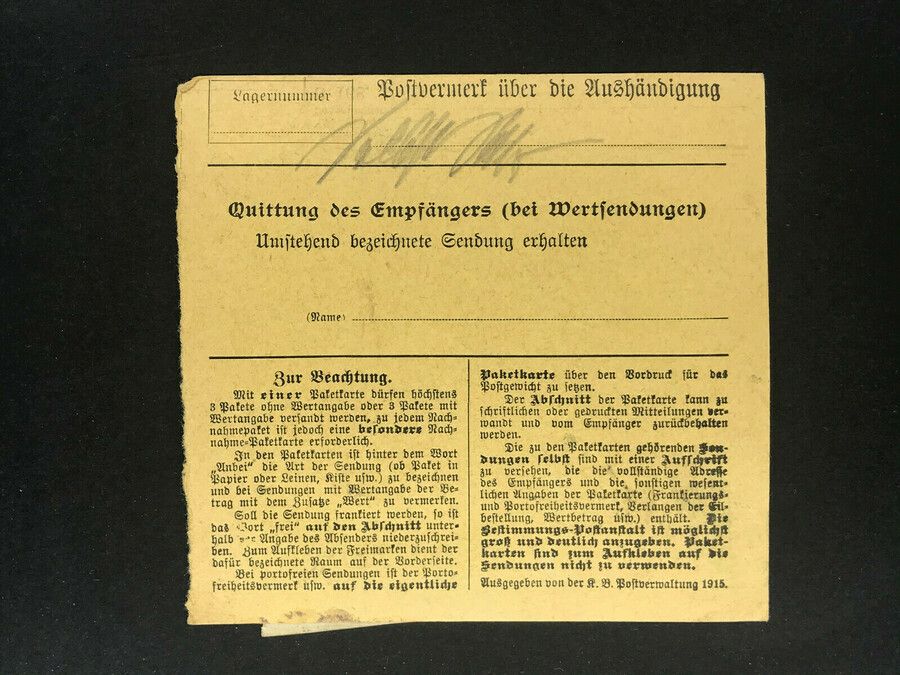 Lagernummer
Postvermerk über die Aushändigung
Quittung des Empfängers (bei Wertsendungen)
Umstehend bezeichnete Sendung erhalten
(Name)
Zur Beachtung.
Mit einer Paketkarte dürfen höchstens
3 Pakete ohne Wertangabe oder 3 Pakete mit
Wertangabe versandt werden, zu jedem Nach-
nahmepaket ist jedoch eine besondere Nach-
nahme-Paketkarte erforderlich.
In den Paketkarten ist hinter dem Wort
„Anbei" die Art der Sendung (ob Paket in
Papier oder Leinen, Kiste usw.) zu bezeichnen
und bei Sendungen mit Wertangabe der Be-
trag mit dem Zusatz „Wert" zu vermerken.
Soll die Sendung frankiert werden, so ist
das Wort „frei" auf den Abschnitt unter-
halb der Angabe des Absenders niederzuschrei-
ben. Zum Aufkleben der Freimarken dient der
dafür bezeichnete Raum auf der Vorderseite.
Bei portofreien Sendungen ist der Porto-
freiheitsvermerk usw. auf die eigentliche
Paketkarte über den Vordruck für das
Postgewicht zu setzen.
Der Abschnitt der Paketkarte kann zu
schriftlichen oder gedruckten Mitteilungen ver-
wandt und vom Empfänger zurückbehalten
werden.
Die zu den Paketkarten gehörenden Sen-
dungen selbst sind mit einer Aufschrift
zu versehen, die die vollständige Adresse
des Empfängers und die sonstigen wesent-
lichen Angaben der Paketkarte (Frankierungs-
und Portofreiheitsvermerk, Verlangen der Eil-
bestellung, Wertbetrag usw.) enthält. Die
Bestimmungs-Postanstalt ist möglichst
groß und deutlich anzugeben. Paket-
karten sind zum Aufkleben auf die
Sendungen nicht zu verwenden.
Ausgegeben von der K. B. Postverwaltung 1915.